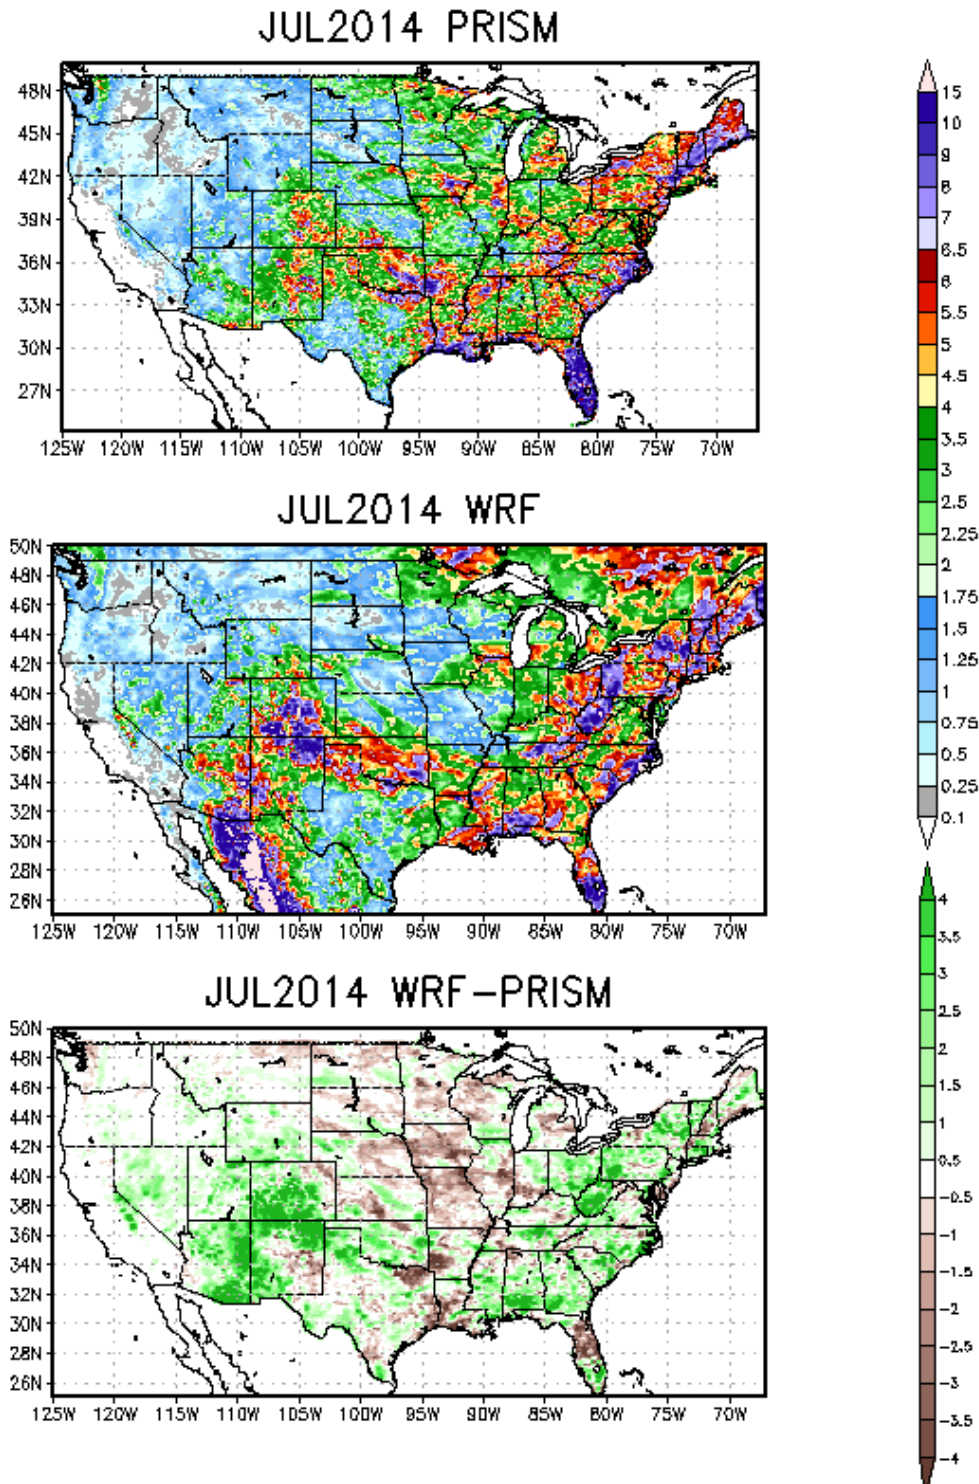 JUL2014 PRISM
48N
45N
42N
39N
36N
33N
30N
27N
125W 120W 115W 110W 105W 100W 95W 90W 85W 80W 75W 70W
JUL2014 WRF
50N
48N
46N
44N
42N
40N
38N
36N
34N
32N
30N
28N
26N
125W 120W 115W 110W 105W 100W 95W 90W 85W 80W 75W 70W
JUL2014 WRF-PRISM
50N
48N
46N
44N
42N
40N
38N
36N
34N
32N
30N
28N
26N
125W 120W 115W 110W 105W 100W 95W 90W 85W 80W 75W 70W
15
10
9
8
7
6.5
6
5.5
5
4.5
4
3.5
3
2.5
2.25
2
1.75
1.5
1.25
1
0.75
0.5
0.25
0.1
4
3.5
3
2.5
2
1.5
1
0.5
-0.5
-1
-1.5
-2
-2.5
-3
-3.5
-4